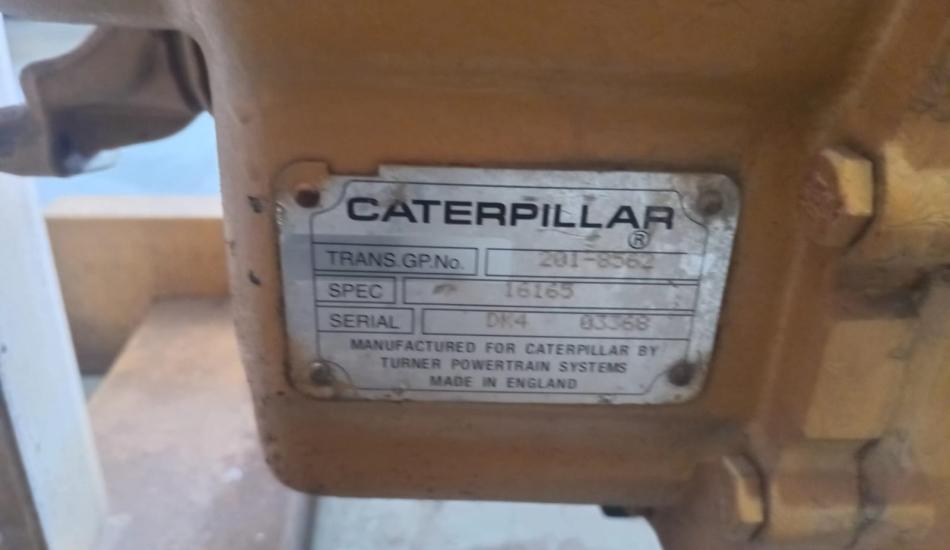 CATERPILLAR
®
TRANS.GP.No. 201-8562
SPEC 16165
SERIAL DK4 03368
MANUFACTURED FOR CATERPILLAR BY
TURNER POWERTRAIN SYSTEMS
MADE IN ENGLAND